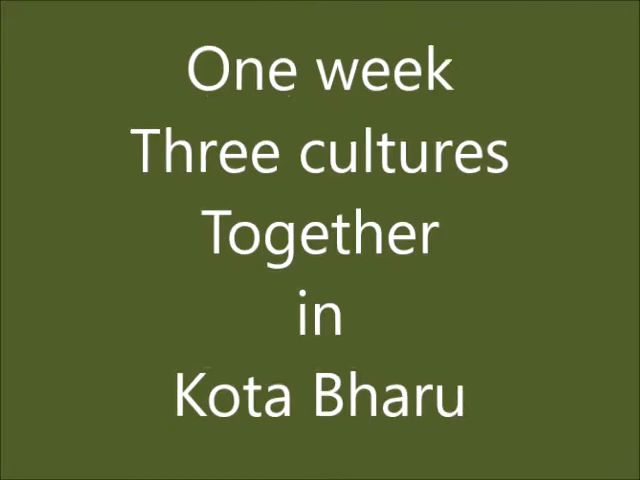 One week
Three cultures
Together
in
Kota Bharu